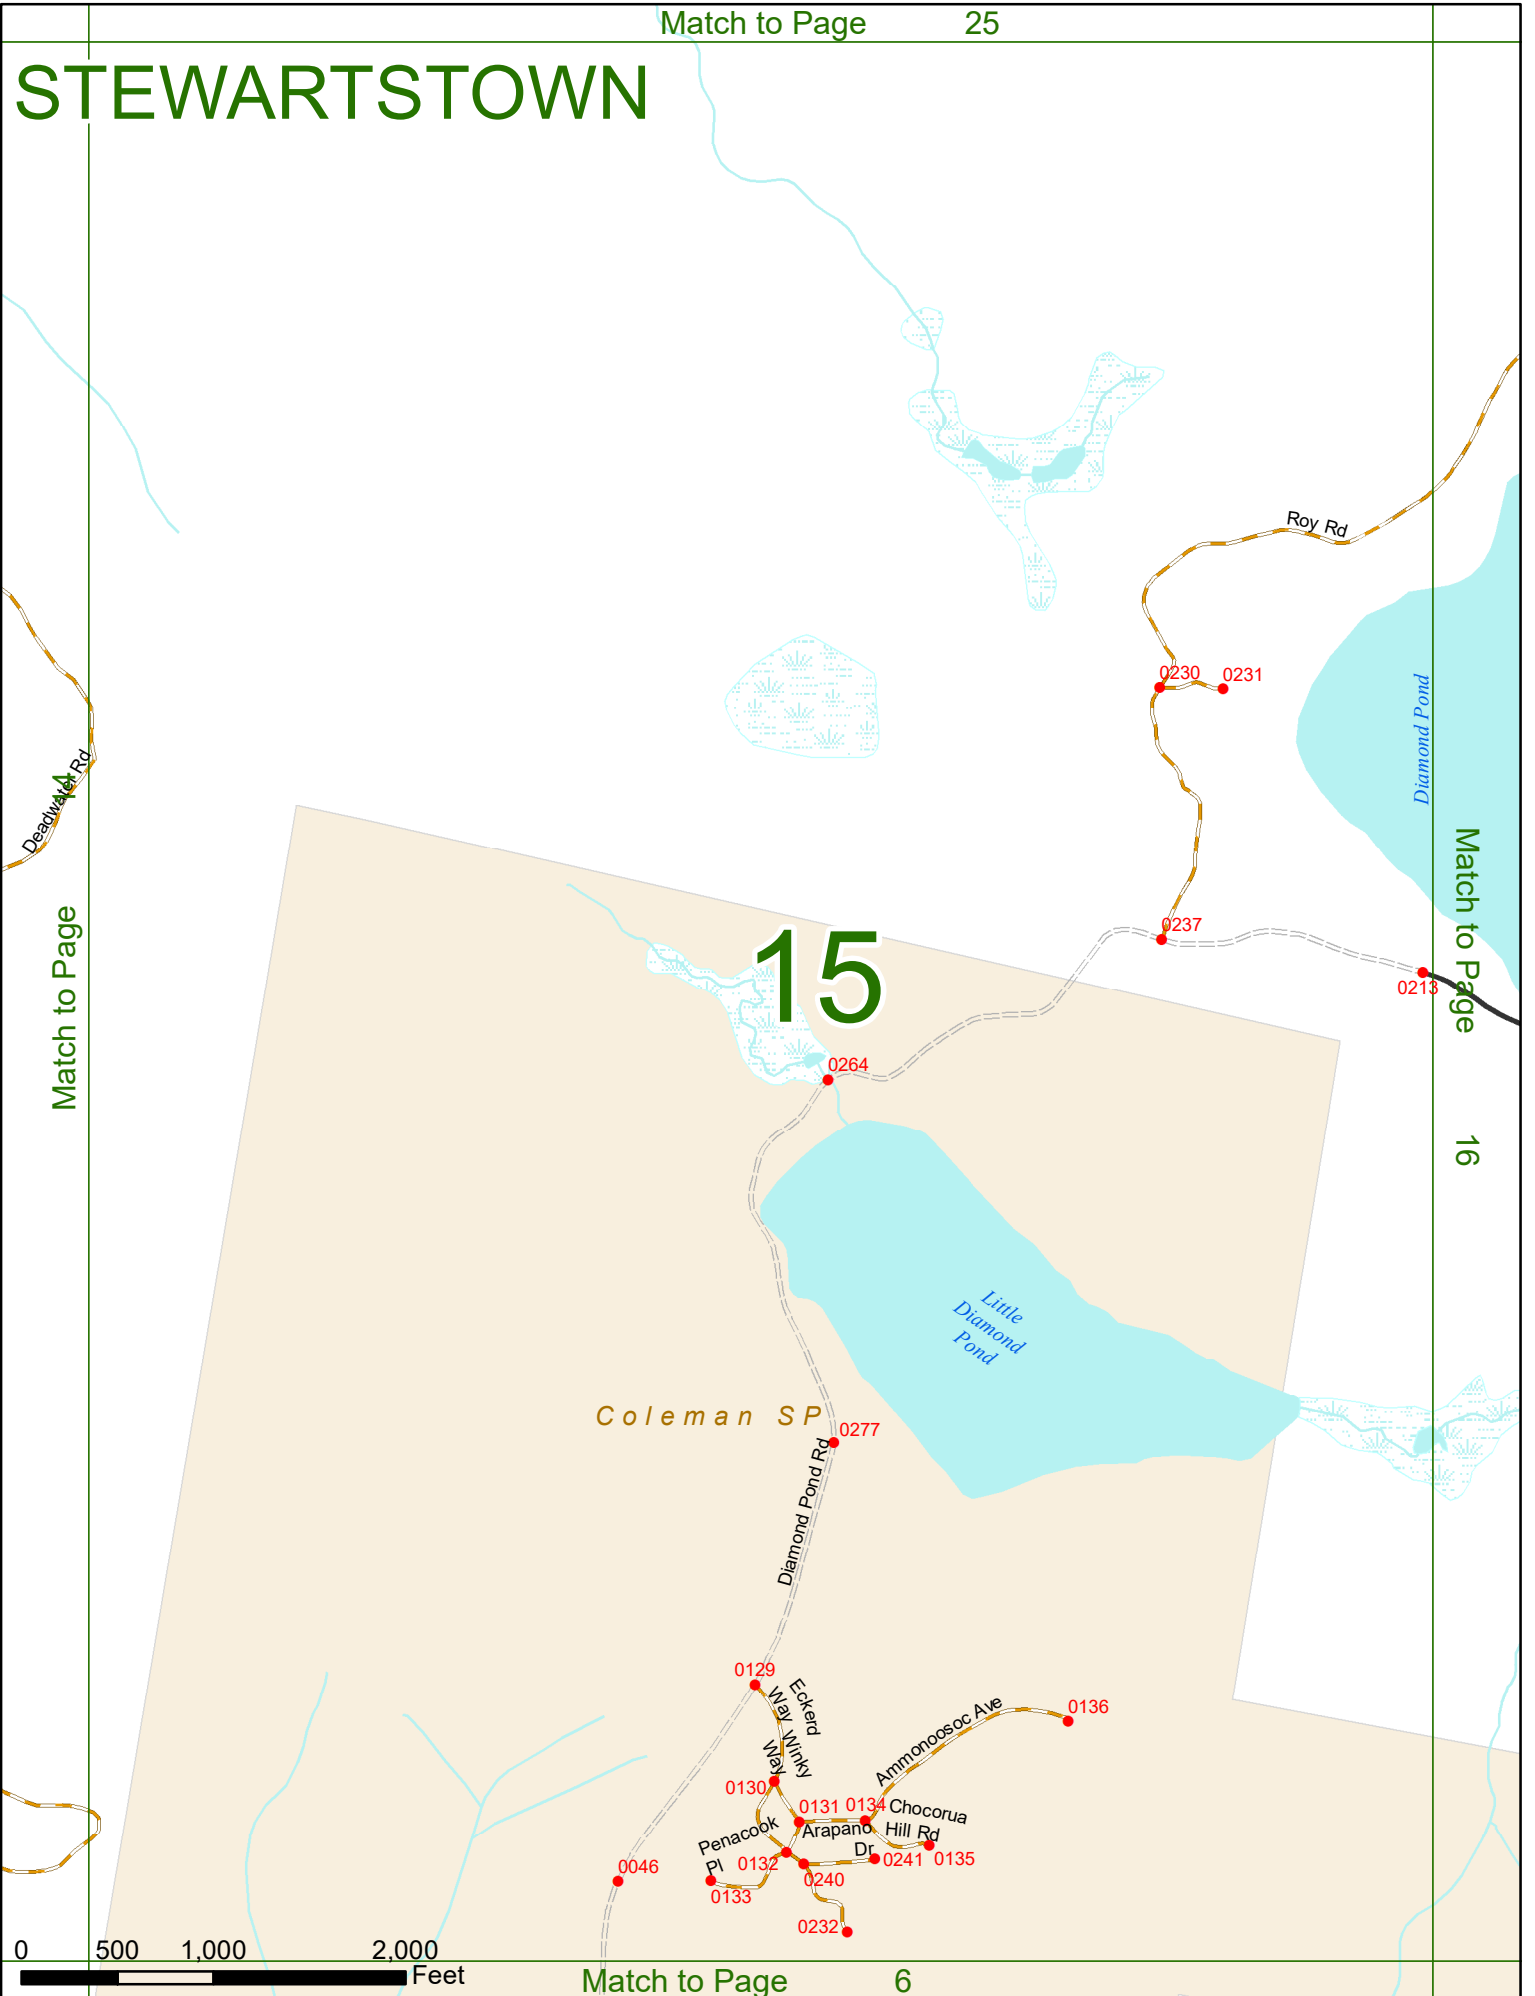 Match to Page 25
STEWARTSTOWN
Roy Rd
0230
0231
Diamond Pond
Deadwater Rd
14
Match to Page
Match to Page
16
15
0237
0213
0264
Little
Diamond
Pond
Coleman SP
0277
Diamond Pond Rd
0129
Eckerd
Way
Winky
Way
Ammonoosoc Ave
0136
0130
0131
0134
Chocorua
Hill Rd
Arapano
Dr
Penacook
Pl
0132
0241
0135
0046
0240
0133
0232
0 500 1,000 2,000
Feet
Match to Page 6